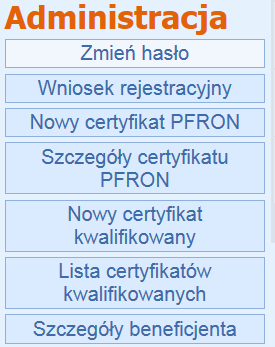 Administracja
Zmień hasło
Wniosek rejestracyjny
Nowy certyfikat PFRON
Szczegóły certyfikatu
PFRON
Nowy certyfikat
kwalifikowany
Lista certyfikatów
kwalifikowanych
Szczegóły beneficjenta